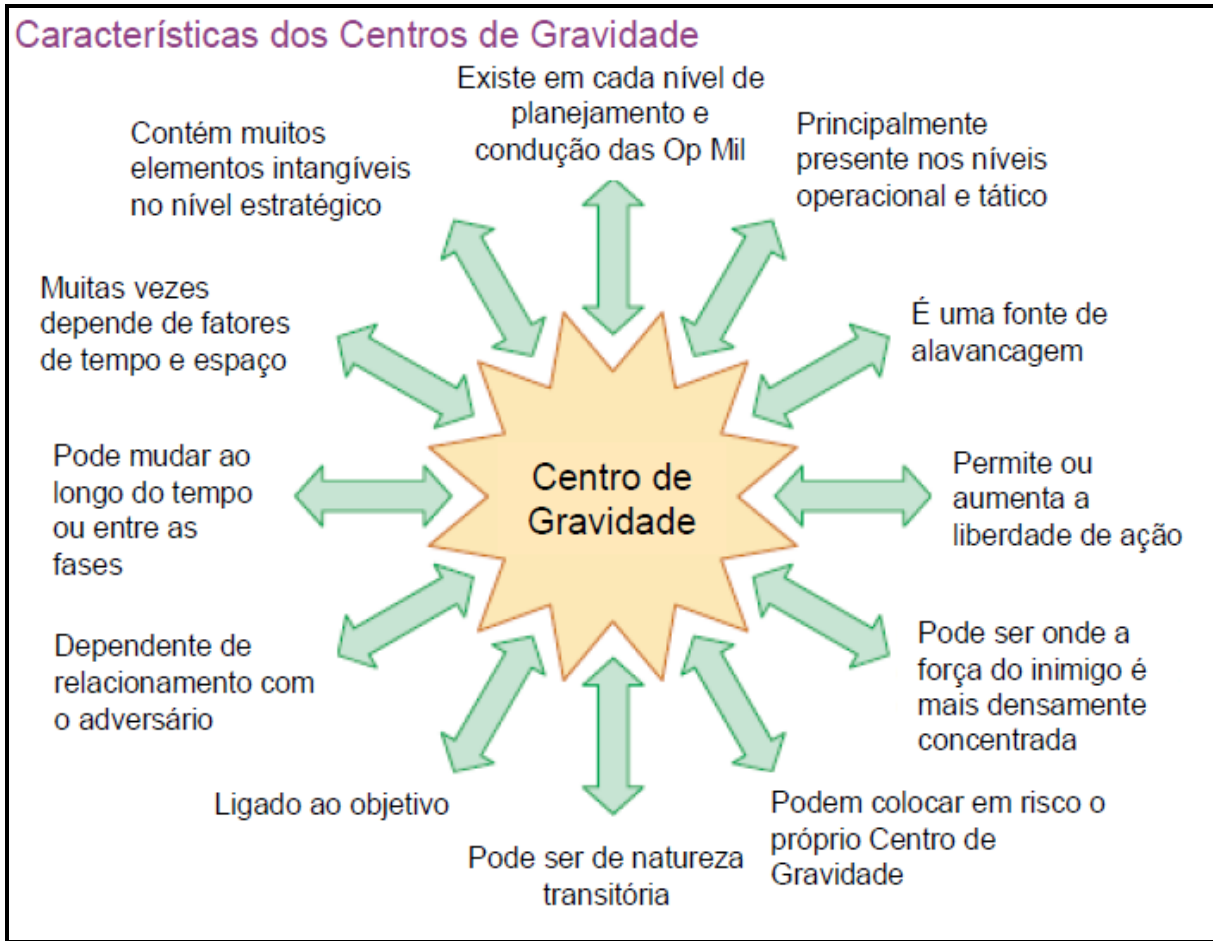 Características dos Centros de Gravidade
Existe em cada nível de
planejamento e
condução das Op Mil
Principalmente
presente nos níveis
operacional e tático
É uma fonte de
alavancagem
Permite ou
aumenta a
liberdade de ação
Pode ser onde a
força do inimigo é
mais densamente
concentrada
Podem colocar em risco o
próprio Centro de
Gravidade
Pode ser de natureza
transitória
Ligado ao objetivo
Dependente de
relacionamento com
o adversário
Pode mudar ao
longo do tempo
ou entre as
fases
Muitas vezes
depende de fatores
de tempo e espaço
Contém muitos
elementos intangíveis
no nível estratégico
Centro de
Gravidade